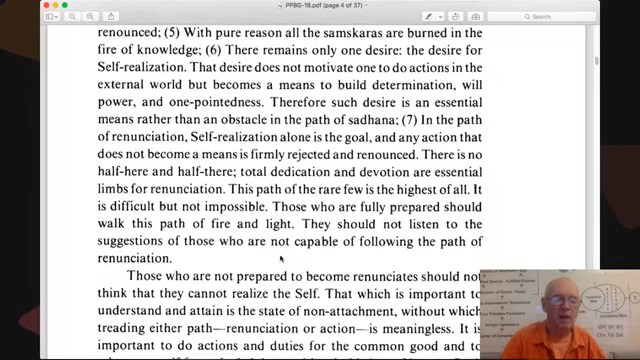 PPBG-18.pdf (page 4 of 37)
Search
renounced; (5) With pure reason all the samskaras are burned in the
fire of knowledge; (6) There remains only one desire: the desire for
Self-realization. That desire does not motivate one to do actions in the
external world but becomes a means to build determination, will
power, and one-pointedness. Therefore such desire is an essential
means rather than an obstacle in the path of sadhana; (7) In the path
of renunciation, Self-realization alone is the goal, and any action that
does not become a means is firmly rejected and renounced. There is no
half-here and half-there; total dedication and devotion are essential
limbs for renunciation. This path of the rare few is the highest of all. It
is difficult but not impossible. Those who are fully prepared should
walk this path of fire and light. They should not listen to the
suggestions of those who are not capable of following the path of
renunciation.
Those who are not prepared to become renunciates should not
think that they cannot realize the Self. That which is important to
understand and attain is the state of non-attachment, without which
treading either path—renunciation or action—is meaningless. It is
important to do actions and duties for the common good and to
Om Tat Sat